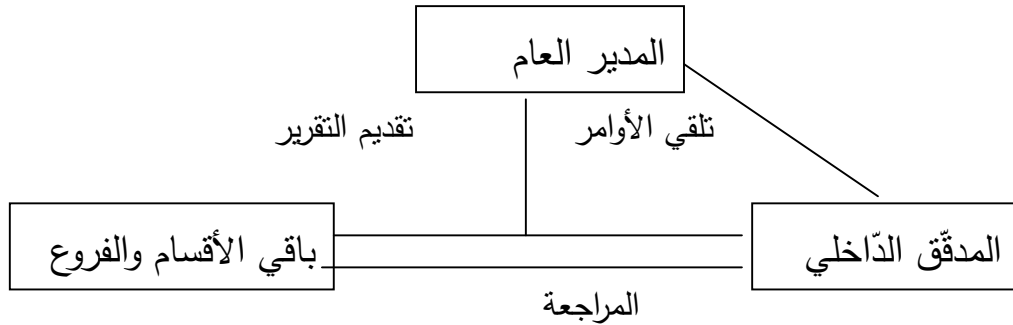 المدير العام
تلقي الأوامر
تقديم التقرير
المدقّق الدّاخلي
باقي الأقسام والفروع
المراجعة